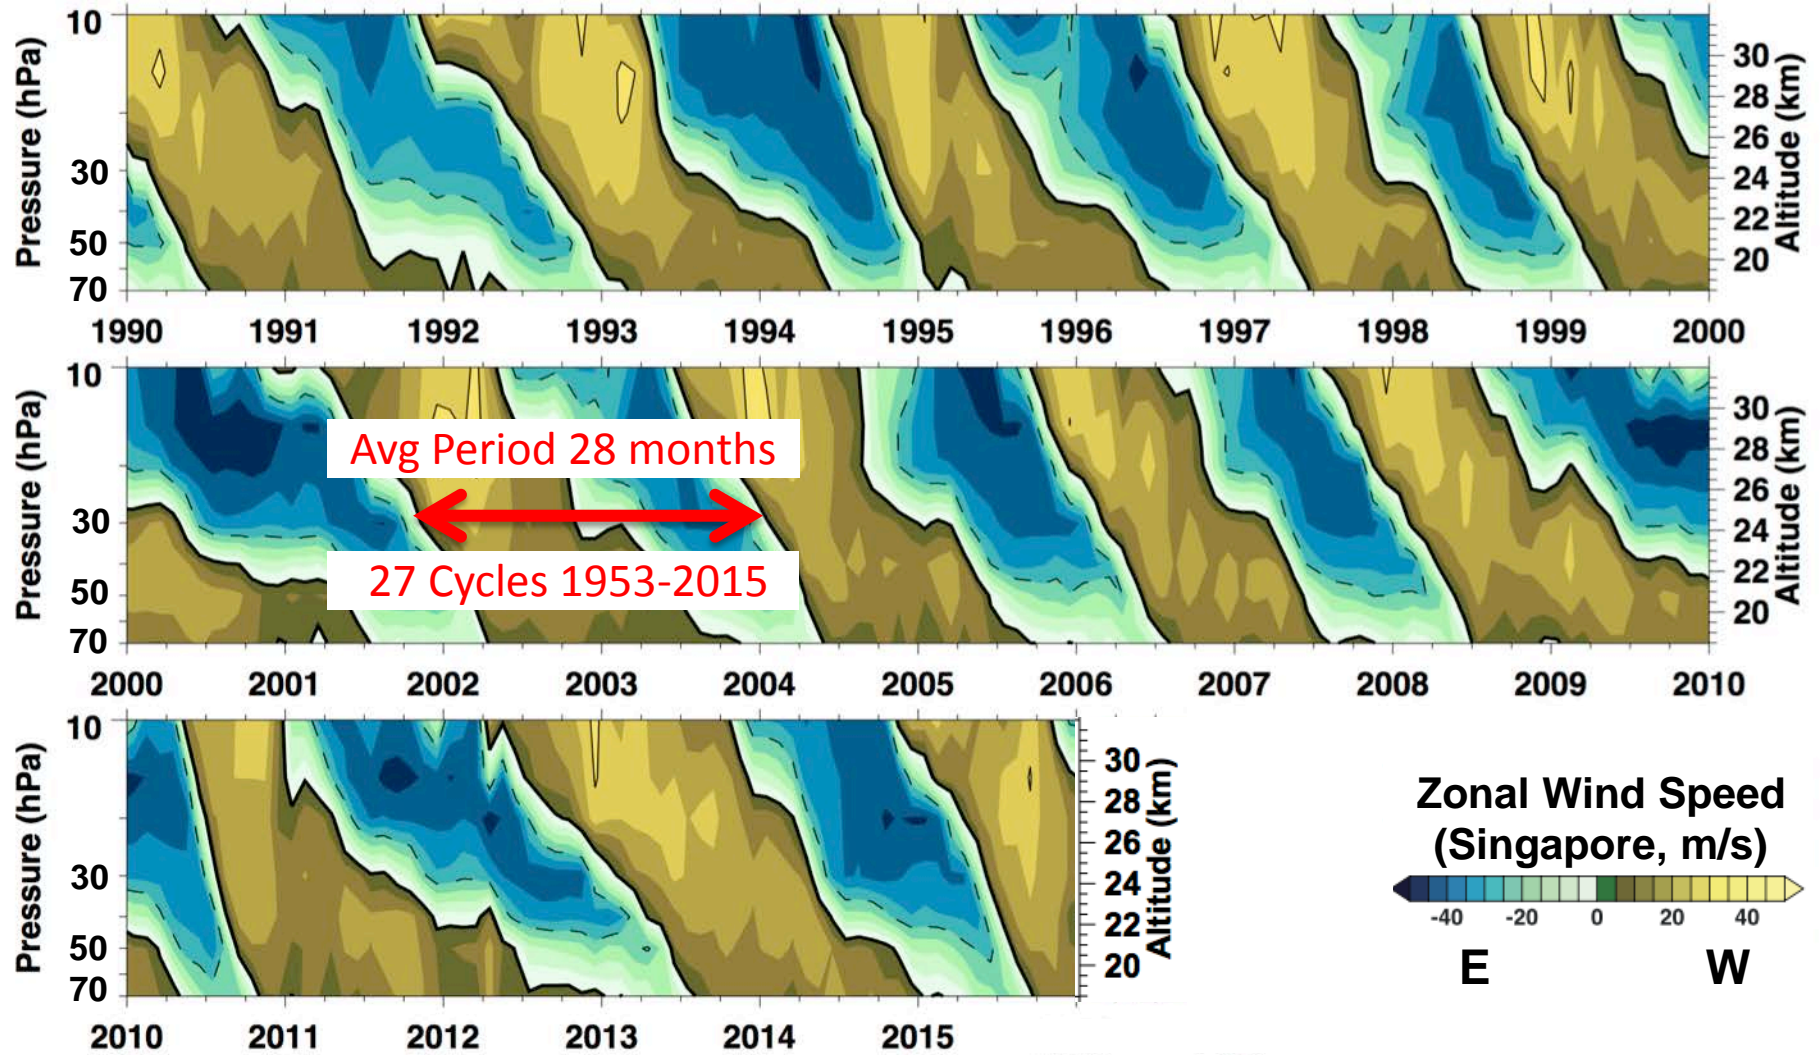 10
30
50
70
Pressure (hPa)
30
28
26
24
22
20
Altitude (km)
1990 1991 1992 1993 1994 1995 1996 1997 1998 1999 2000
10
30
50
70
Pressure (hPa)
Avg Period 28 months
27 Cycles 1953-2015
30
28
26
24
22
20
Altitude (km)
2000 2001 2002 2003 2004 2005 2006 2007 2008 2009 2010
10
30
50
70
Pressure (hPa)
30
28
26
24
22
20
Altitude (km)
2010 2011 2012 2013 2014 2015
Zonal Wind Speed
(Singapore, m/s)
-40 -20 0 20 40
E W